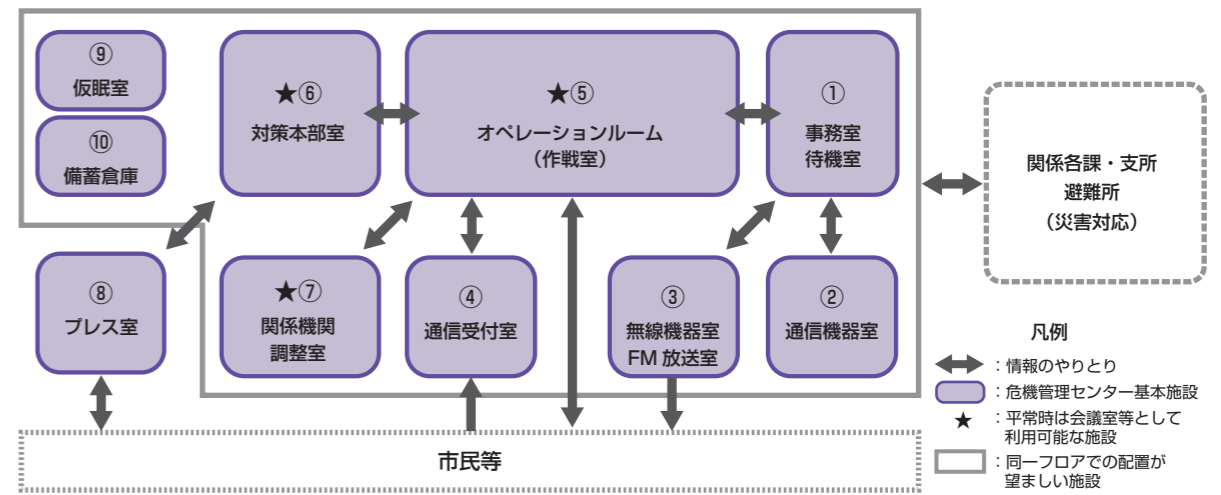 ⑨
仮眠室
⑩
備蓄倉庫
★⑥
対策本部室
★⑤
オペレーションルーム
（作戦室）
①
事務室
待機室
関係各課・支所
避難所
（災害対応）
⑧
プレス室
★⑦
関係機関
調整室
④
通信受付室
③
無線機器室
FM 放送室
②
通信機器室
市民等
凡例
：情報のやりとり
：危機管理センター基本施設
★ ：平常時は会議室等として
利用可能な施設
：同一フロアでの配置が
望ましい施設